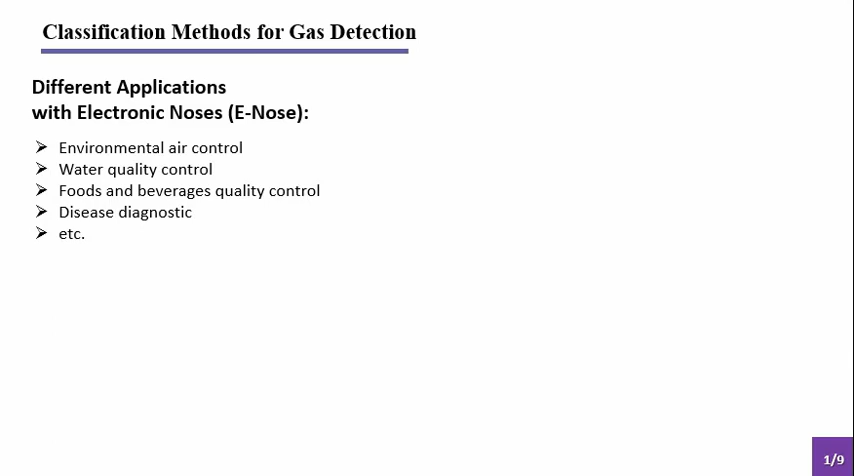 Classification Methods for Gas Detection
Different Applications
with Electronic Noses (E-Nose):
➢ Environmental air control
➢ Water quality control
➢ Foods and beverages quality control
➢ Disease diagnostic
➢ etc.
1/9